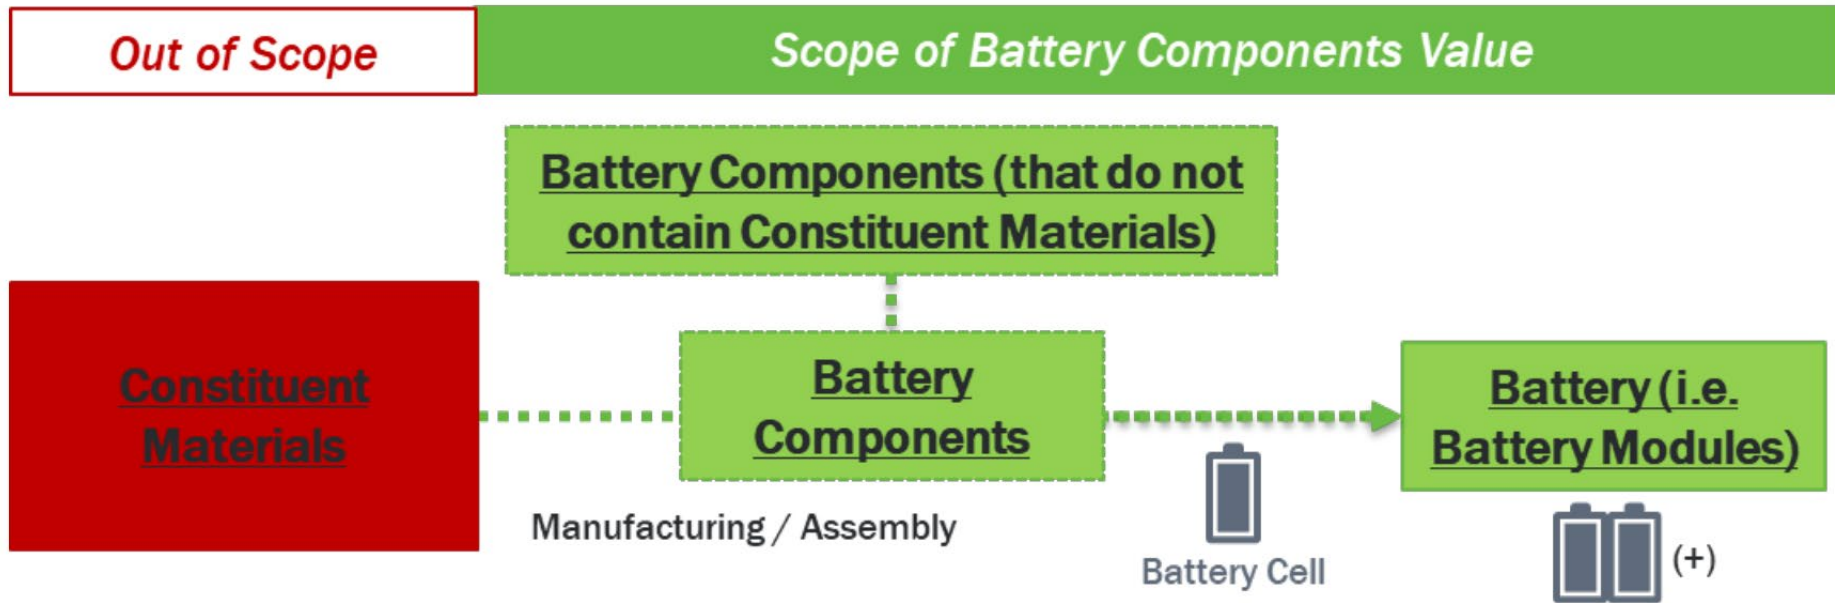 Out of Scope
Scope of Battery Components Value
Battery Components (that do not
contain Constituent Materials)
Constituent
Materials
Battery
Components
Battery (i.e.
Battery Modules)
Manufacturing / Assembly
Battery Cell
(+)